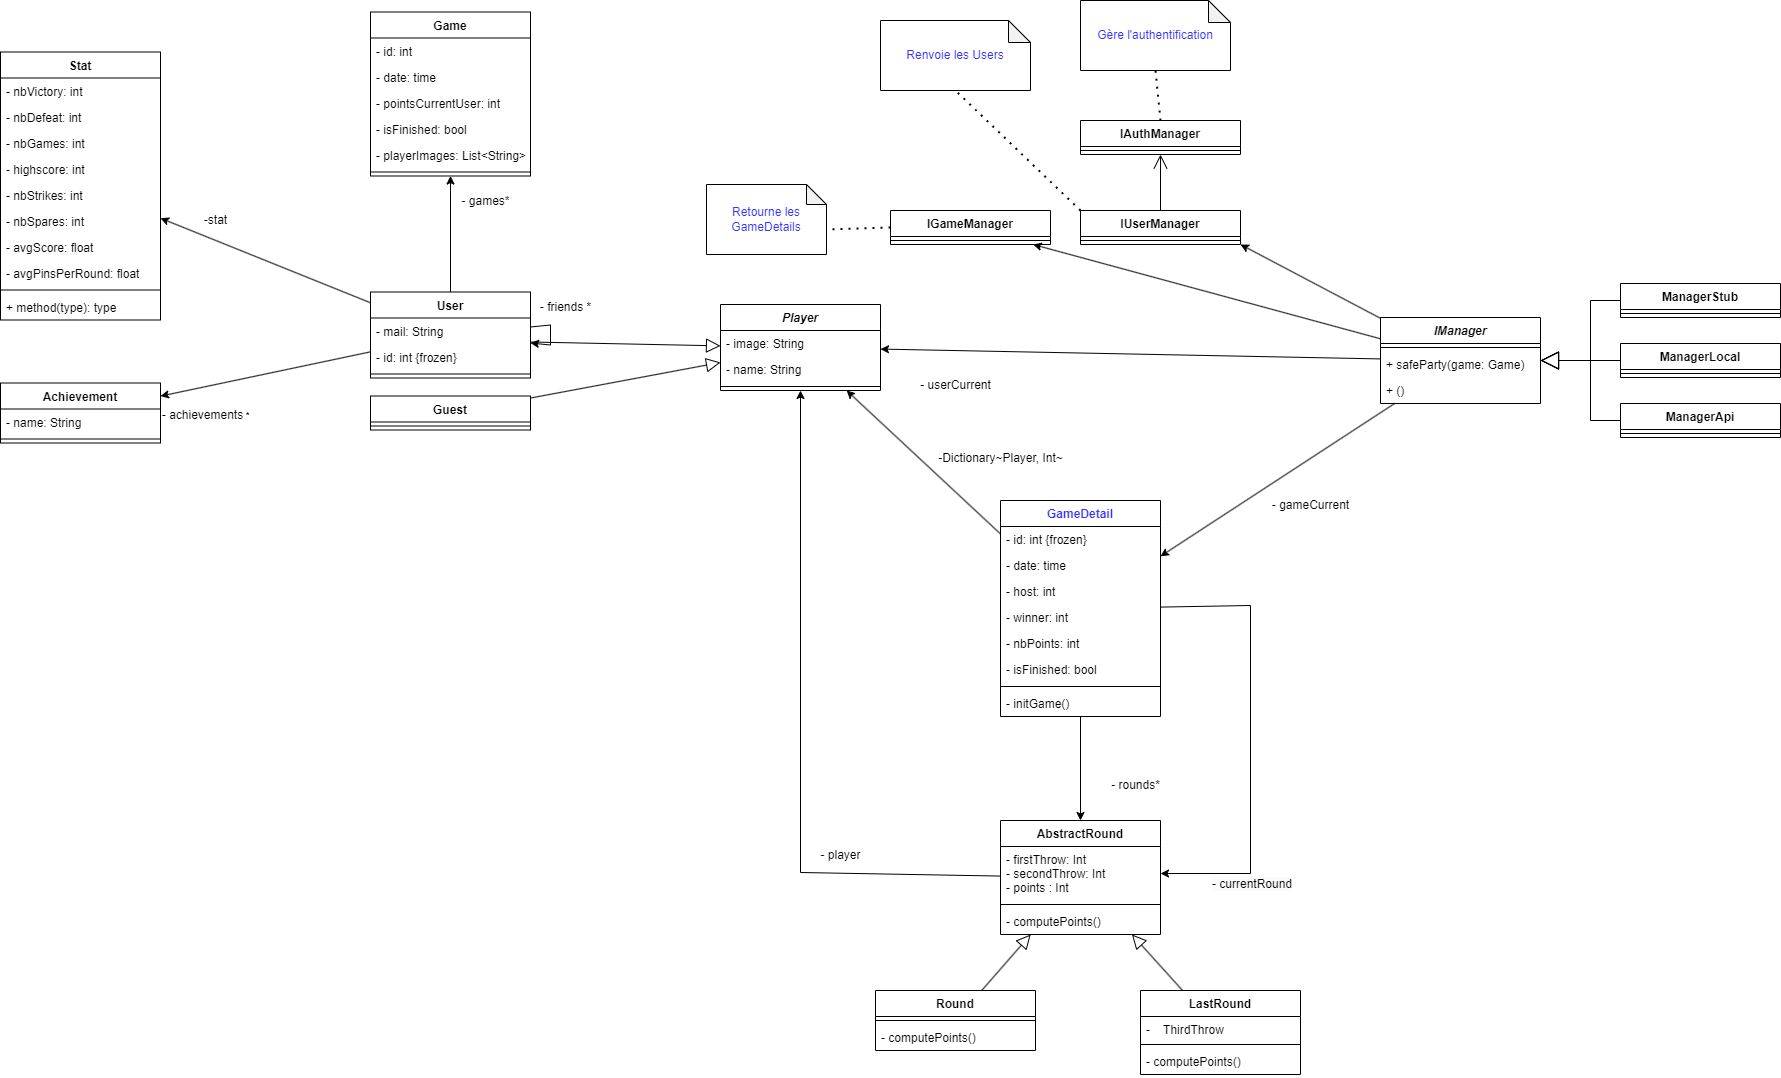 Game
- id: int
- date: time
- pointsCurrentUser: int
- isFinished: bool
- playerImages: List<String>
Stat
- nbVictory: int
- nbDefeat: int
- nbGames: int
- highscore: int
- nbStrikes: int
- nbSpares: int
- avgScore: float
- avgPinsPerRound: float
+ method(type): type
-stat
- games*
User
- mail: String
- id: int {frozen}
- friends *
Achievement
- name: String
- achievements *
Guest
Player
- image: String
- name: String
Renvoie les Users
Gère l'authentification
Retourne les
GameDetails
IAuthManager
IGameManager
IUserManager
IManager
+ safeParty(game: Game)
+ ()
ManagerStub
ManagerLocal
ManagerApi
- userCurrent
-Dictionary~Player, Int~
- gameCurrent
GameDetail
- id: int {frozen}
- date: time
- host: int
- winner: int
- nbPoints: int
- isFinished: bool
- initGame()
- rounds*
- player
- currentRound
AbstractRound
- firstThrow: Int
- secondThrow: Int
- points : Int
- computePoints()
Round
- computePoints()
LastRound
- ThirdThrow
- computePoints()